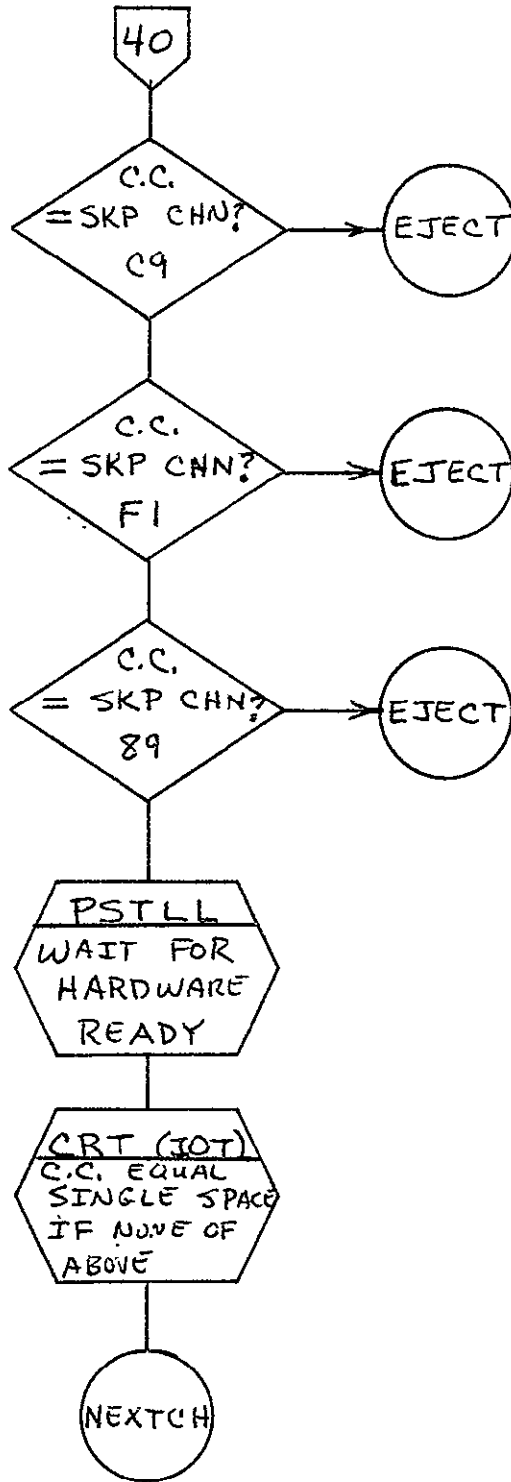 40
C.C.
= SKP CHN?
C9
EJECT
C.C.
= SKP CHN?
F1
EJECT
C.C.
= SKP CHN?
89
EJECT
PSTLL
WAIT FOR
HARDWARE
READY
CRT (IOT)
C.C. EQUAL
SINGLE SPACE
IF NONE OF
ABOVE
NEXTCH